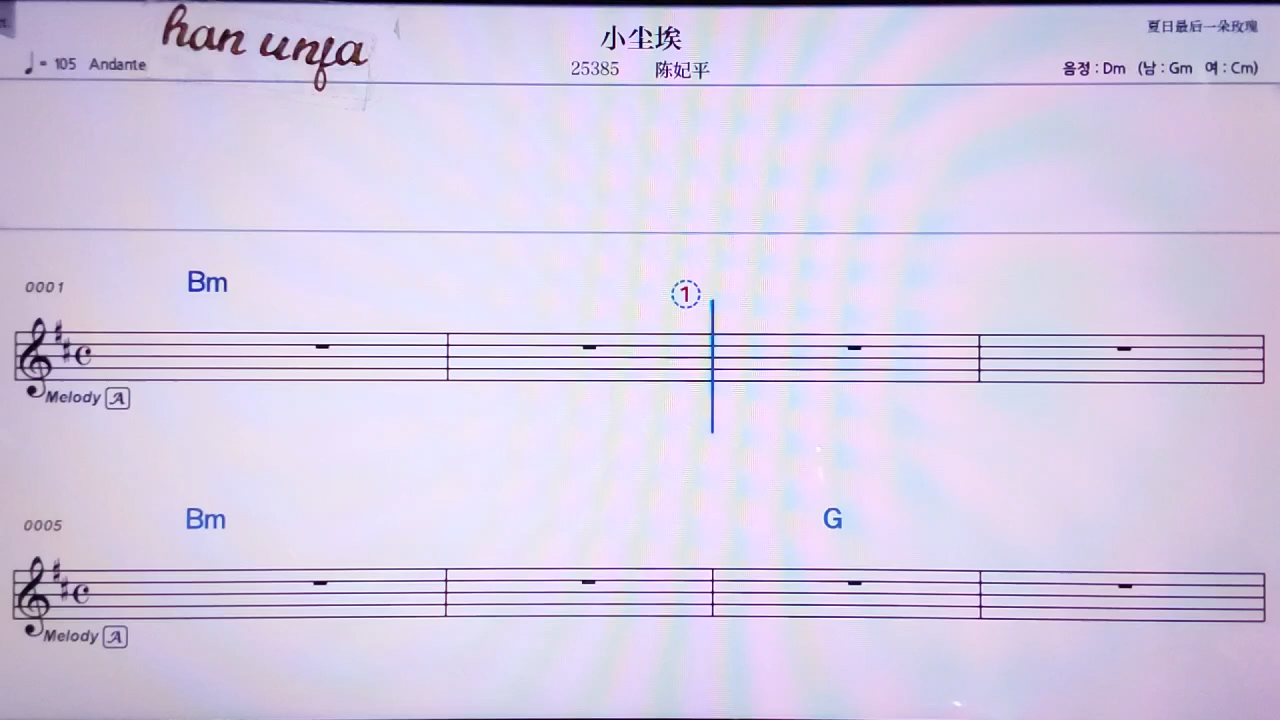 han unfa
小尘埃
夏日最后一朵玫瑰
♩= 105 Andante
25385 陈妃平
음정 : Dm (남 : Gm 여 : Cm)
0001
Bm
1
Melody A
0005
Bm
G
Melody A